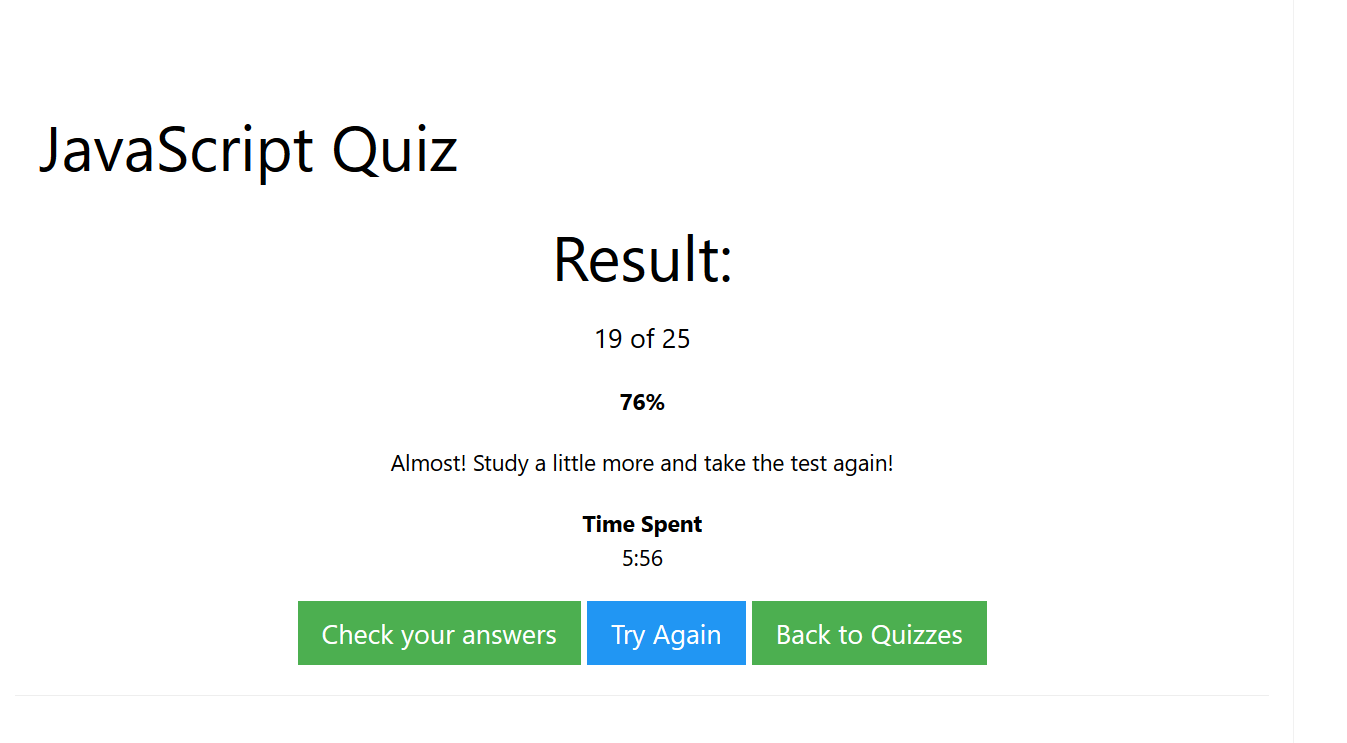 JavaScript Quiz
Result:
19 of 25
76%
Almost! Study a little more and take the test again!
Time Spent
5:56
Check your answers
Try Again
Back to Quizzes